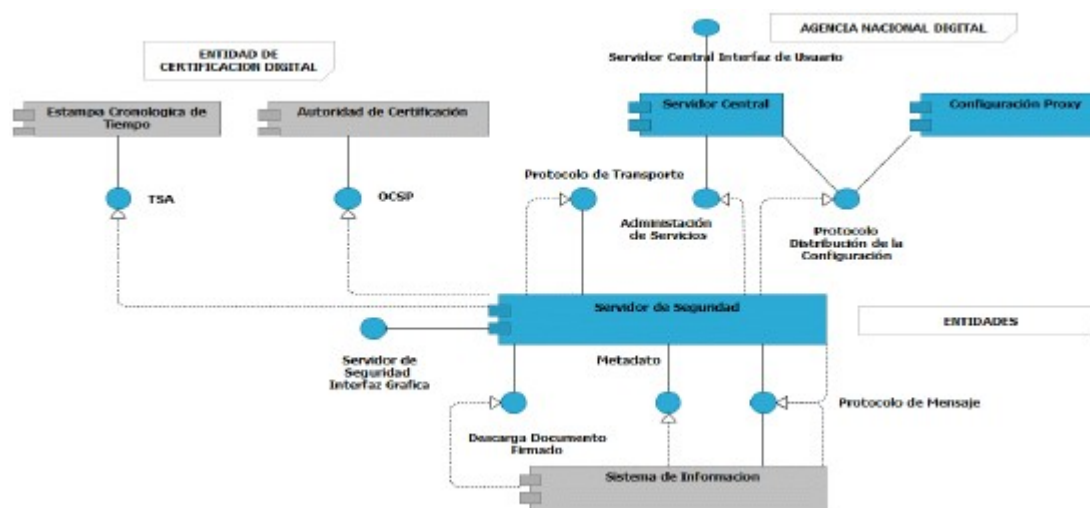 AGENCIA NACIONAL DIGITAL
ENTIDAD DE
CERTIFICACION DIGITAL
Servidor Central Interfaz de Usuario
Estampa Cronologica de
Tiempo
Autoridad de Certificación
Servidor Central
Configuración Proxy
TSA
OCSP
Protocolo de Transporte
Administación
de Servicios
Protocolo
Distribución de la
Configuración
Servidor de Seguridad
ENTIDADES
Servidor de
Seguridad
Interfaz Grafica
Metadato
Protocolo de Mensaje
Descarga Documento
Firmado
Sistema de Informacion